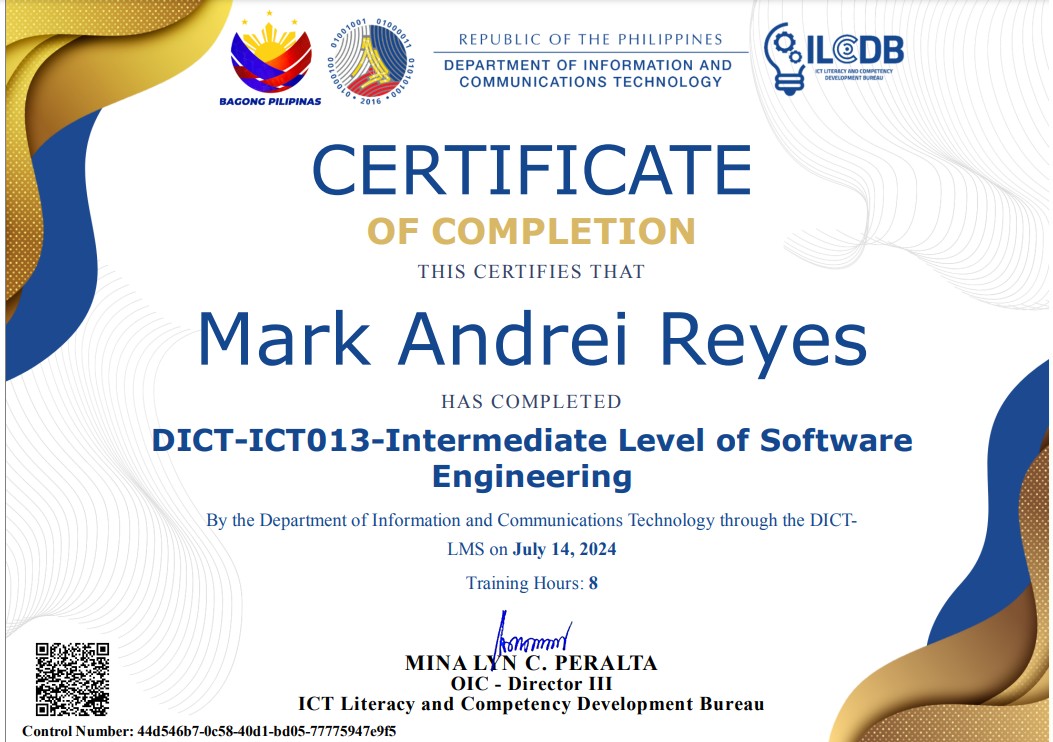 BAGONG PILIPINAS
01001001 01000011 01010100 01000100 01010000
2016
REPUBLIC OF THE PHILIPPINES
DEPARTMENT OF INFORMATION AND
COMMUNICATIONS TECHNOLOGY
ILCDB
ICT LITERACY AND COMPETENCY
DEVELOPMENT BUREAU
CERTIFICATE
OF COMPLETION
THIS CERTIFIES THAT
Mark Andrei Reyes
HAS COMPLETED
DICT-ICT013-Intermediate Level of Software
Engineering
By the Department of Information and Communications Technology through the DICT-
LMS on July 14, 2024
Training Hours: 8
MINA LYN C. PERALTA
OIC - Director III
ICT Literacy and Competency Development Bureau
Control Number: 44d546b7-0c58-40d1-bd05-77775947e9f5